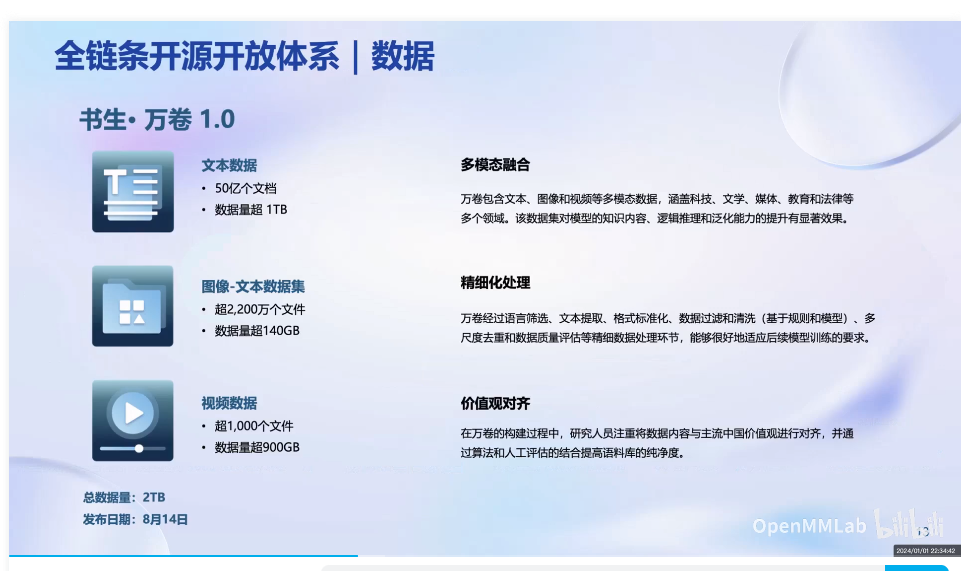 全链条开源开放体系｜数据
书生· 万卷 1.0
文本数据
• 50亿个文档
• 数据量超 1TB
多模态融合
万卷包含文本、图像和视频等多模态数据，涵盖科技、文学、媒体、教育和法律等
多个领域。该数据集对模型的知识内容、逻辑推理和泛化能力的提升有显著效果。
图像-文本数据集
• 超2,200万个文件
• 数据量超140GB
精细化处理
万卷经过语言筛选、文本提取、格式标准化、数据过滤和清洗（基于规则和模型）、多
尺度去重和数据质量评估等精细数据处理环节，能够很好地适应后续模型训练的要求。
视频数据
• 超1,000个文件
• 数据量超900GB
价值观对齐
在万卷的构建过程中，研究人员注重将数据内容与主流中国价值观进行对齐，并通
过算法和人工评估的结合提高语料库的纯净度。
总数据量：2TB
发布日期：8月14日
OpenMMLab bilibili
2024/01/01 22:34:42